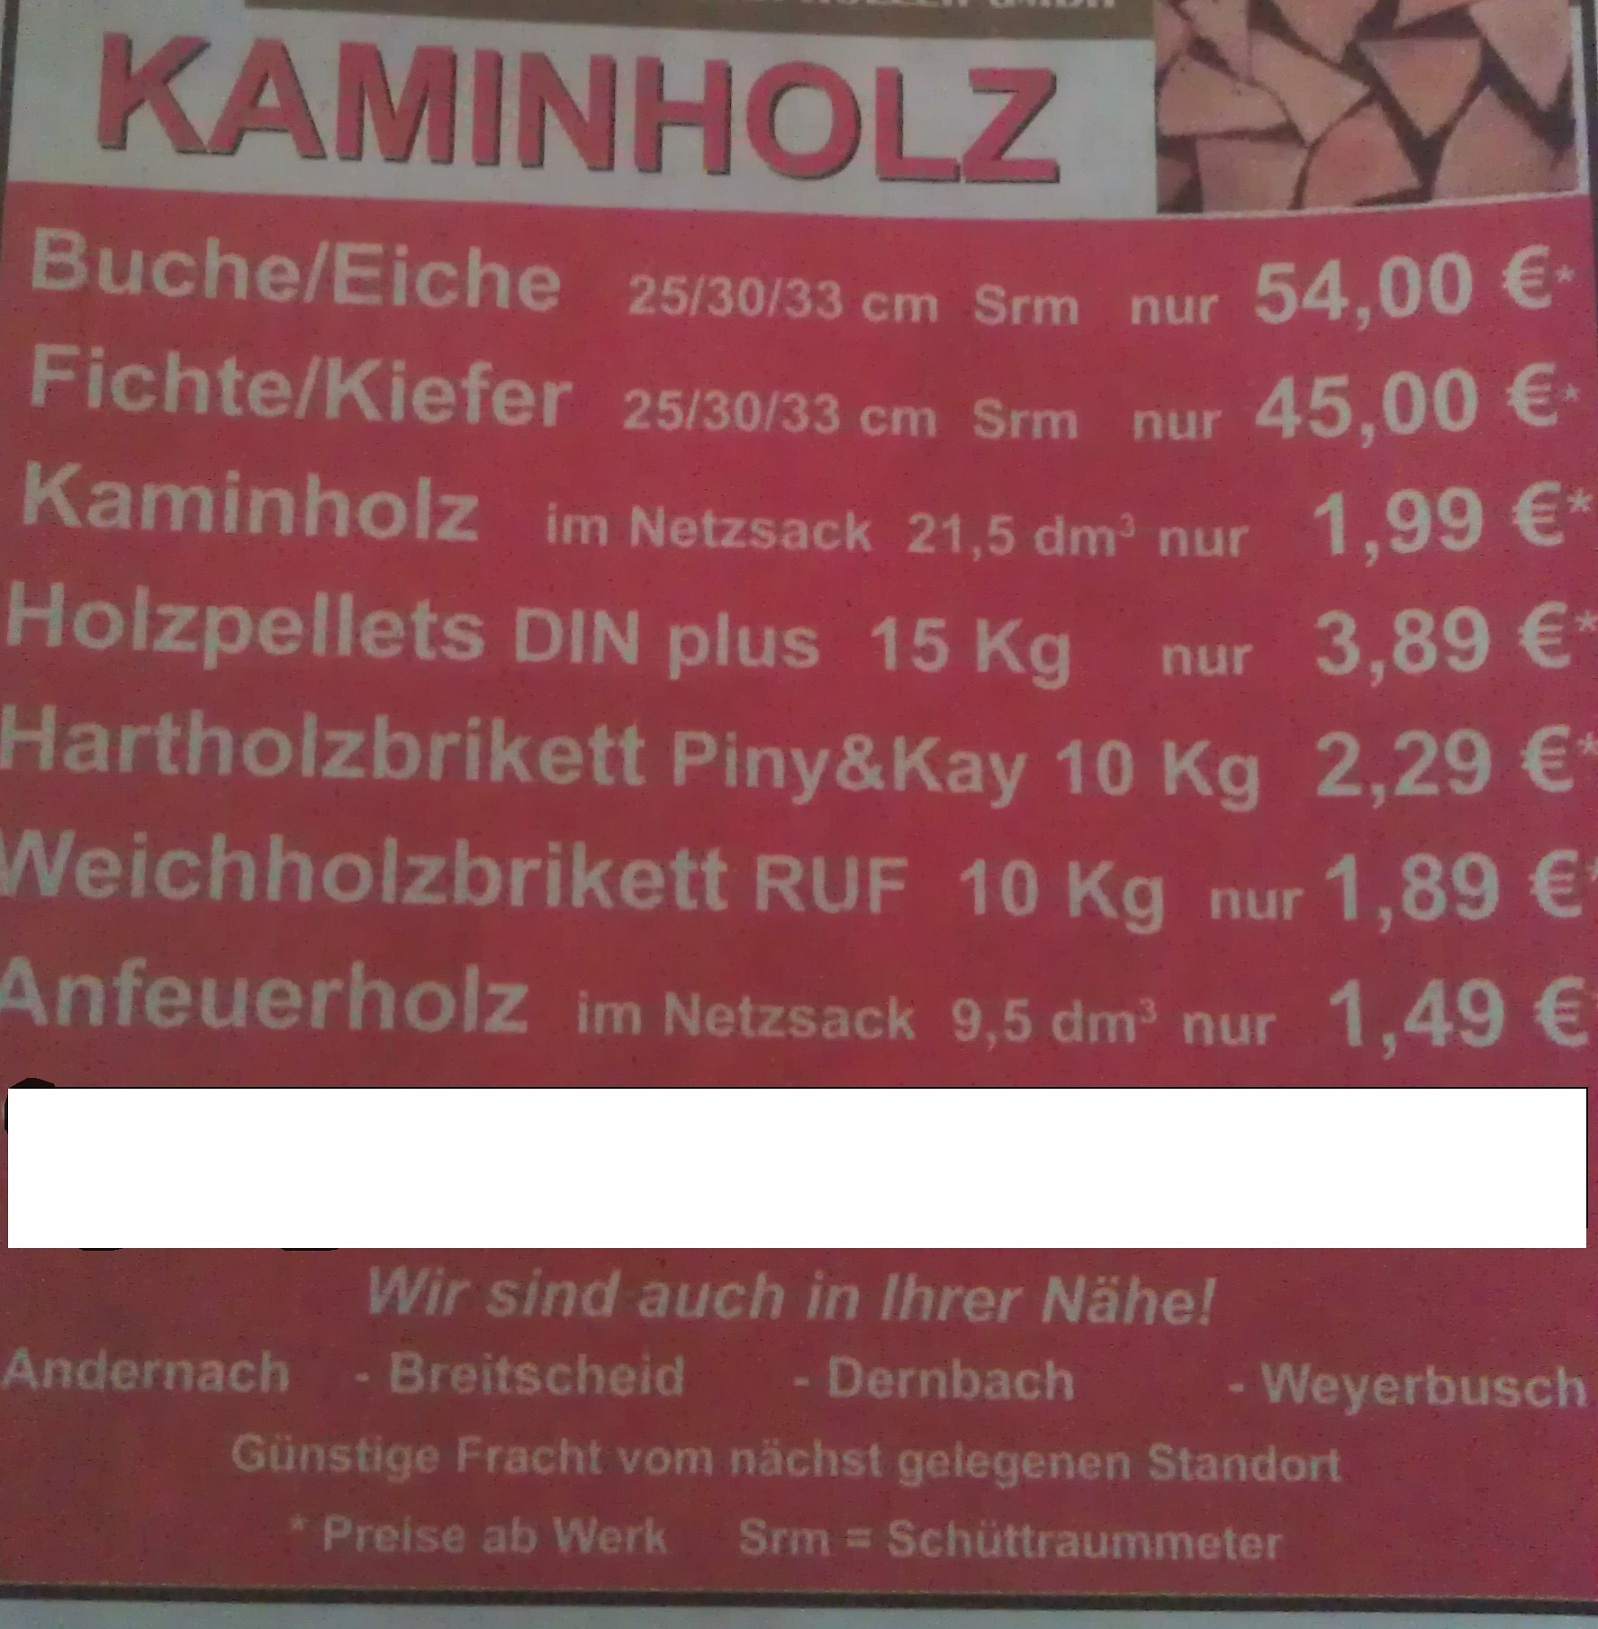 GMBH
KAMINHOLZ
Buche/Eiche 25/30/33 cm Srm nur 54,00 €*
Fichte/Kiefer 25/30/33 cm Srm nur 45,00 €*
Kaminholz im Netzsack 21,5 dm³ nur 1,99 €*
Holzpellets DIN plus 15 Kg nur 3,89 €*
Hartholzbrikett Piny&Kay 10 Kg 2,29 €*
Weichholzbrikett RUF 10 Kg nur 1,89 €*
Anfeuerholz im Netzsack 9,5 dm³ nur 1,49 €*
Wir sind auch in Ihrer Nähe!
Andernach - Breitscheid - Dernbach - Weyerbusch
Günstige Fracht vom nächst gelegenen Standort
* Preise ab Werk Srm = Schüttraummeter